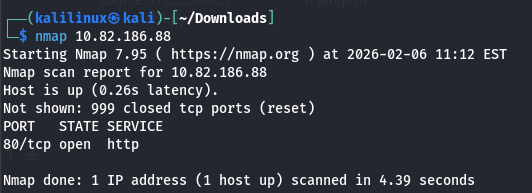 ┌──(kalilinux㉿kali)-[~/Downloads]
└─$ nmap 10.82.186.88
Starting Nmap 7.95 ( https://nmap.org ) at 2026-02-06 11:12 EST
Nmap scan report for 10.82.186.88
Host is up (0.26s latency).
Not shown: 999 closed tcp ports (reset)
PORT   STATE SERVICE
80/tcp open  http
Nmap done: 1 IP address (1 host up) scanned in 4.39 seconds